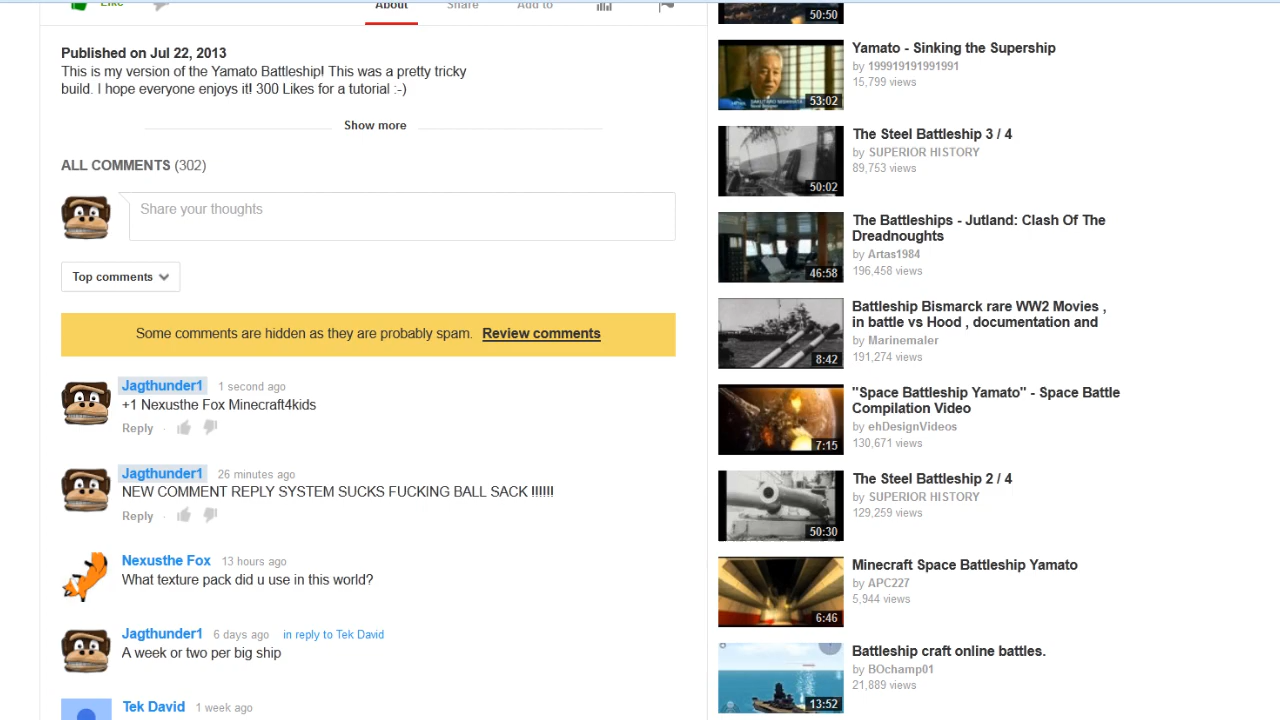 Like
About
Share
Add to
Published on Jul 22, 2013
This is my version of the Yamato Battleship! This was a pretty tricky
build. I hope everyone enjoys it! 300 Likes for a tutorial :-)
Show more
ALL COMMENTS (302)
Share your thoughts
Top comments
Some comments are hidden as they are probably spam. Review comments
Jagthunder1 1 second ago
+1 Nexusthe Fox Minecraft4kids
Reply
Jagthunder1 26 minutes ago
NEW COMMENT REPLY SYSTEM SUCKS FUCKING BALL SACK !!!!!!
Reply
Nexusthe Fox 13 hours ago
What texture pack did u use in this world?
Jagthunder1 6 days ago in reply to Tek David
A week or two per big ship
Tek David 1 week ago
50:50
Yamato - Sinking the Supership
by 199919191991991
15,799 views
53:02
The Steel Battleship 3 / 4
by SUPERIOR HISTORY
89,753 views
50:02
The Battleships - Jutland: Clash Of The
Dreadnoughts
by Artas1984
196,458 views
46:58
Battleship Bismarck rare WW2 Movies ,
in battle vs Hood , documentation and
by Marinemaler
191,274 views
8:42
"Space Battleship Yamato" - Space Battle
Compilation Video
by ehDesignVideos
130,671 views
7:15
The Steel Battleship 2 / 4
by SUPERIOR HISTORY
129,259 views
50:30
Minecraft Space Battleship Yamato
by APC227
5,944 views
6:46
Battleship craft online battles.
by BOchamp01
21,889 views
13:52